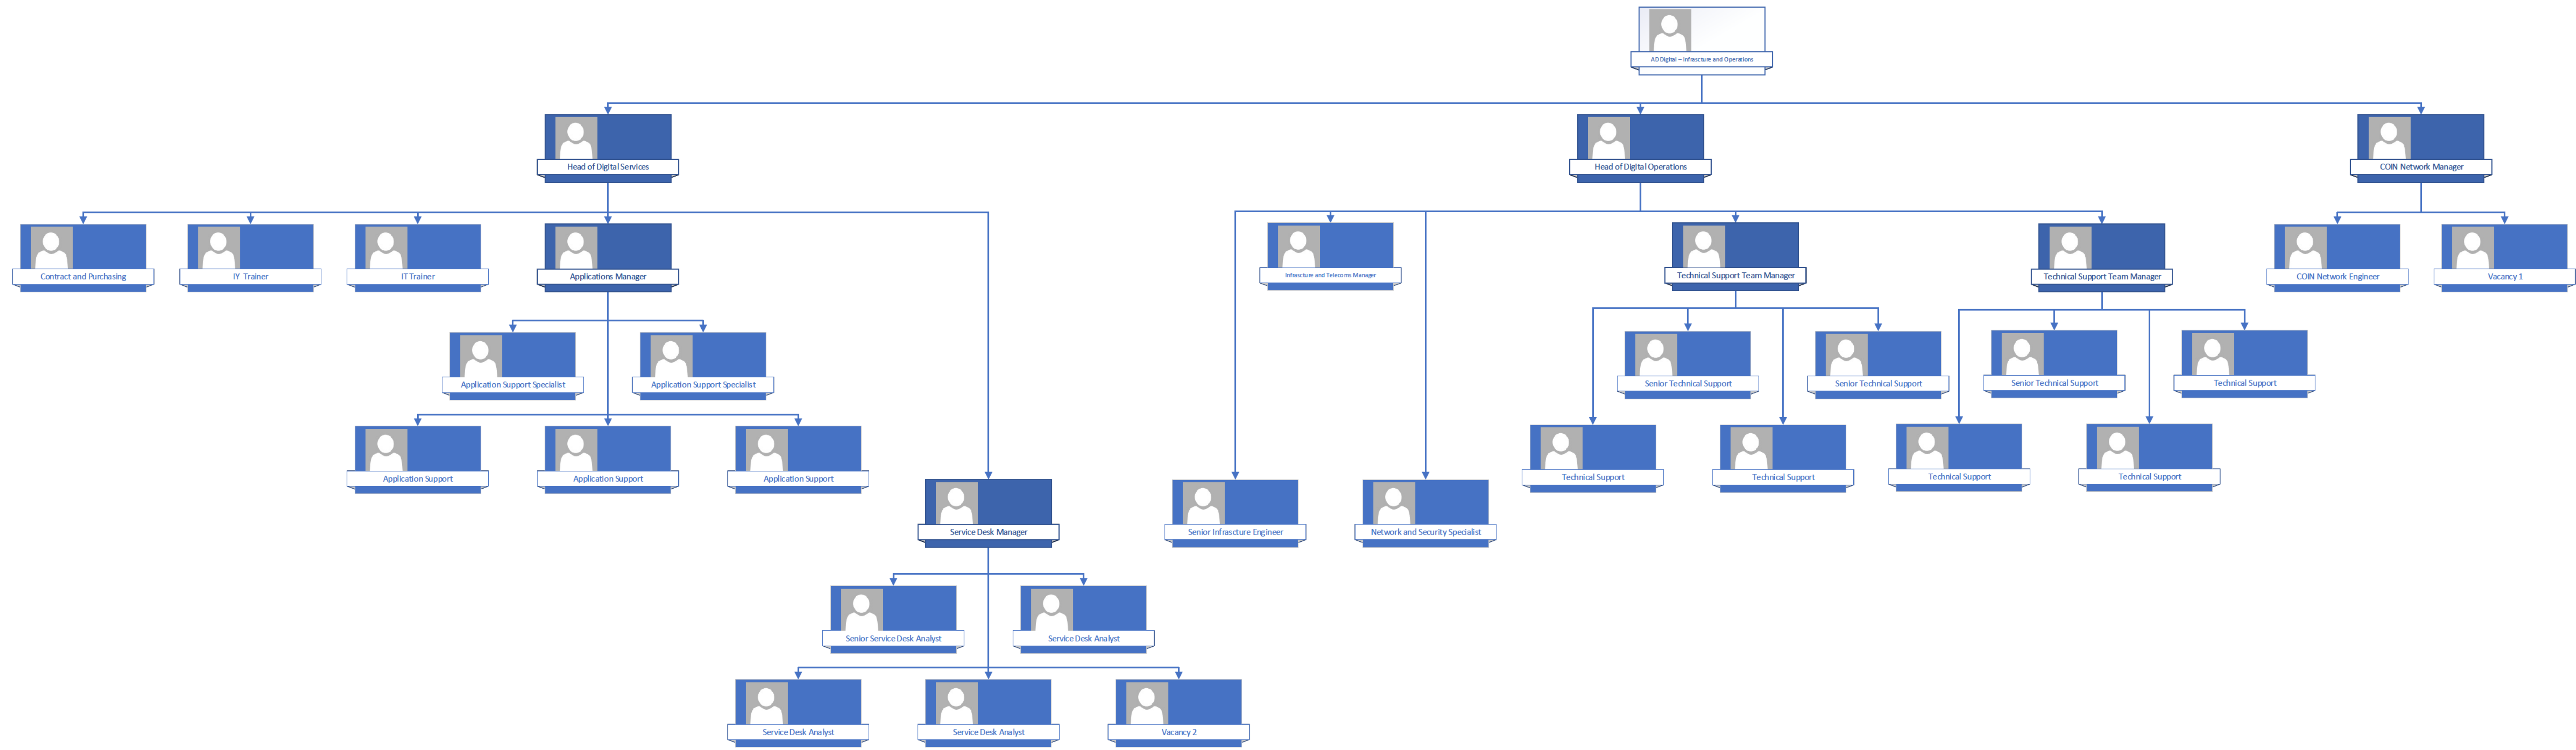 AD Digital – Infrascture and Operations
Head of Digital Services
Head of Digital Operations
COIN Network Manager
Contract and Purchasing
IY Trainer
IT Trainer
Applications Manager
Infrascture and Telecoms Manager
Technical Support Team Manager
Technical Support Team Manager
COIN Network Engineer
Vacancy 1
Application Support Specialist
Application Support Specialist
Senior Technical Support
Senior Technical Support
Senior Technical Support
Technical Support
Application Support
Application Support
Application Support
Technical Support
Technical Support
Technical Support
Technical Support
Service Desk Manager
Senior Infrascture Engineer
Network and Security Specialist
Senior Service Desk Analyst
Service Desk Analyst
Service Desk Analyst
Service Desk Analyst
Vacancy 2